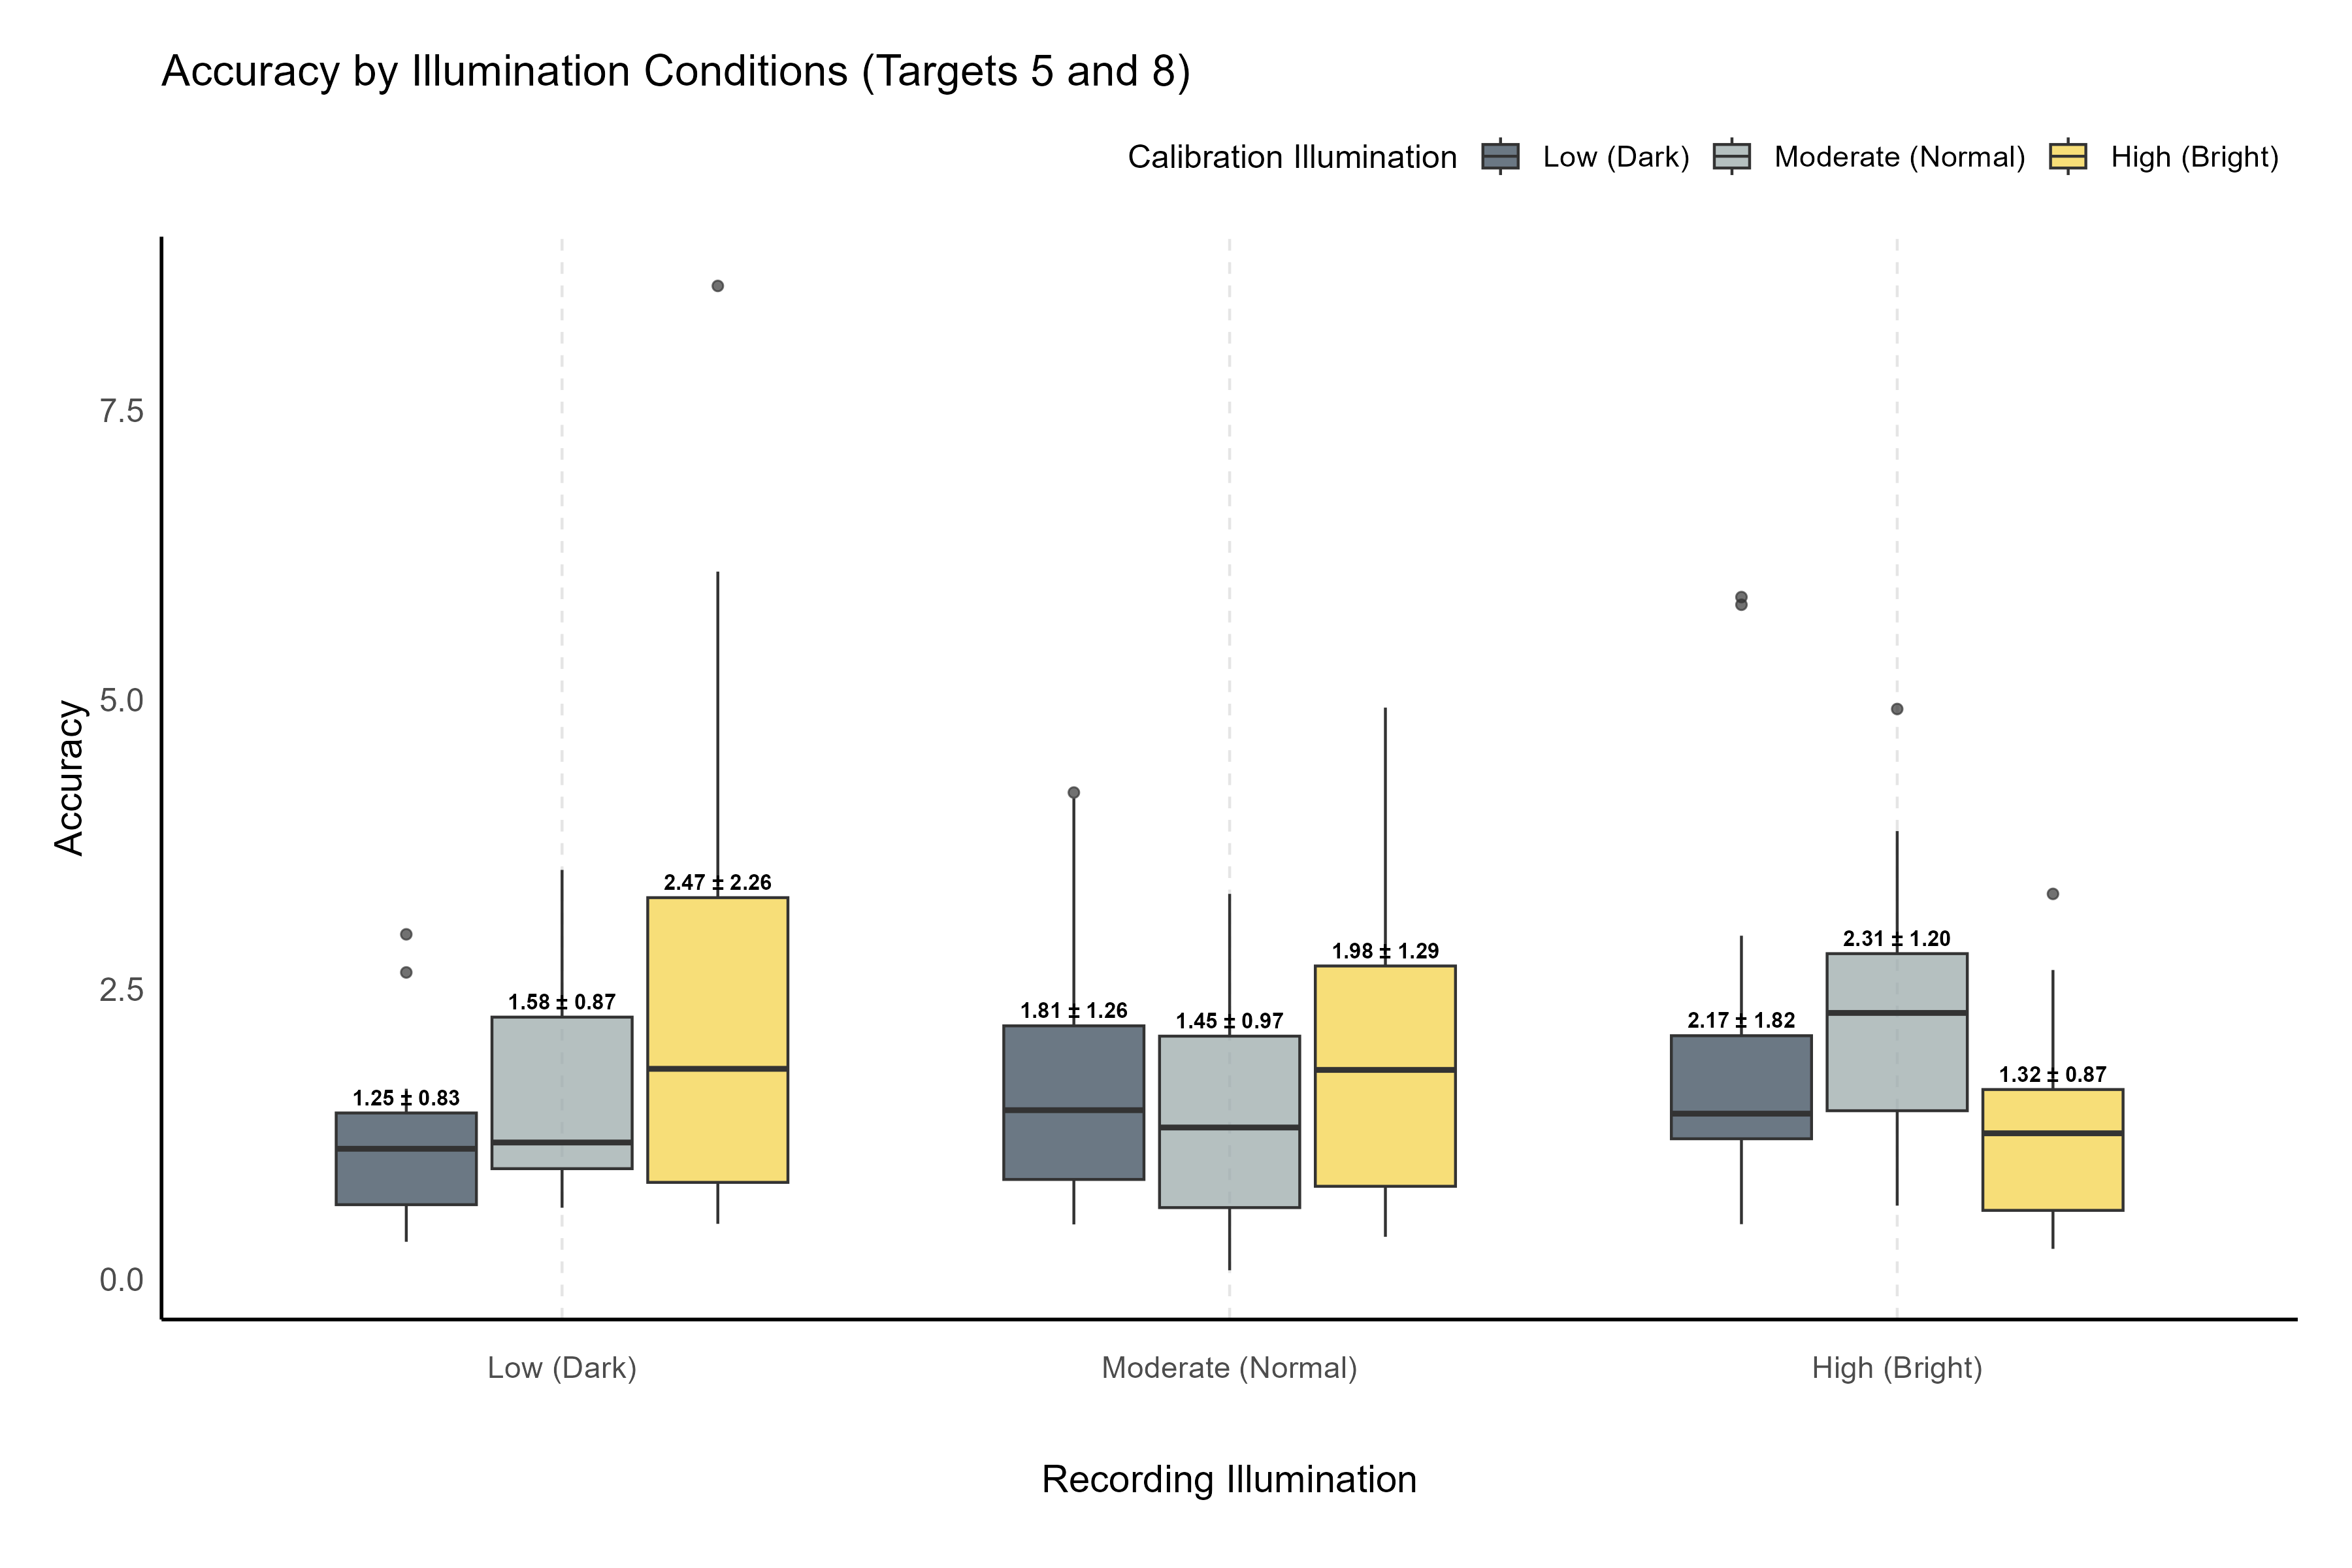 Accuracy by Illumination Conditions (Targets 5 and 8)
Calibration Illumination Low (Dark) Moderate (Normal) High (Bright)
Accuracy
7.5
5.0
2.5
0.0
1.25 ± 0.83
1.58 ± 0.87
2.47 ± 2.26
1.81 ± 1.26
1.45 ± 0.97
1.98 ± 1.29
2.17 ± 1.82
2.31 ± 1.20
1.32 ± 0.87
Low (Dark) Moderate (Normal) High (Bright)
Recording Illumination